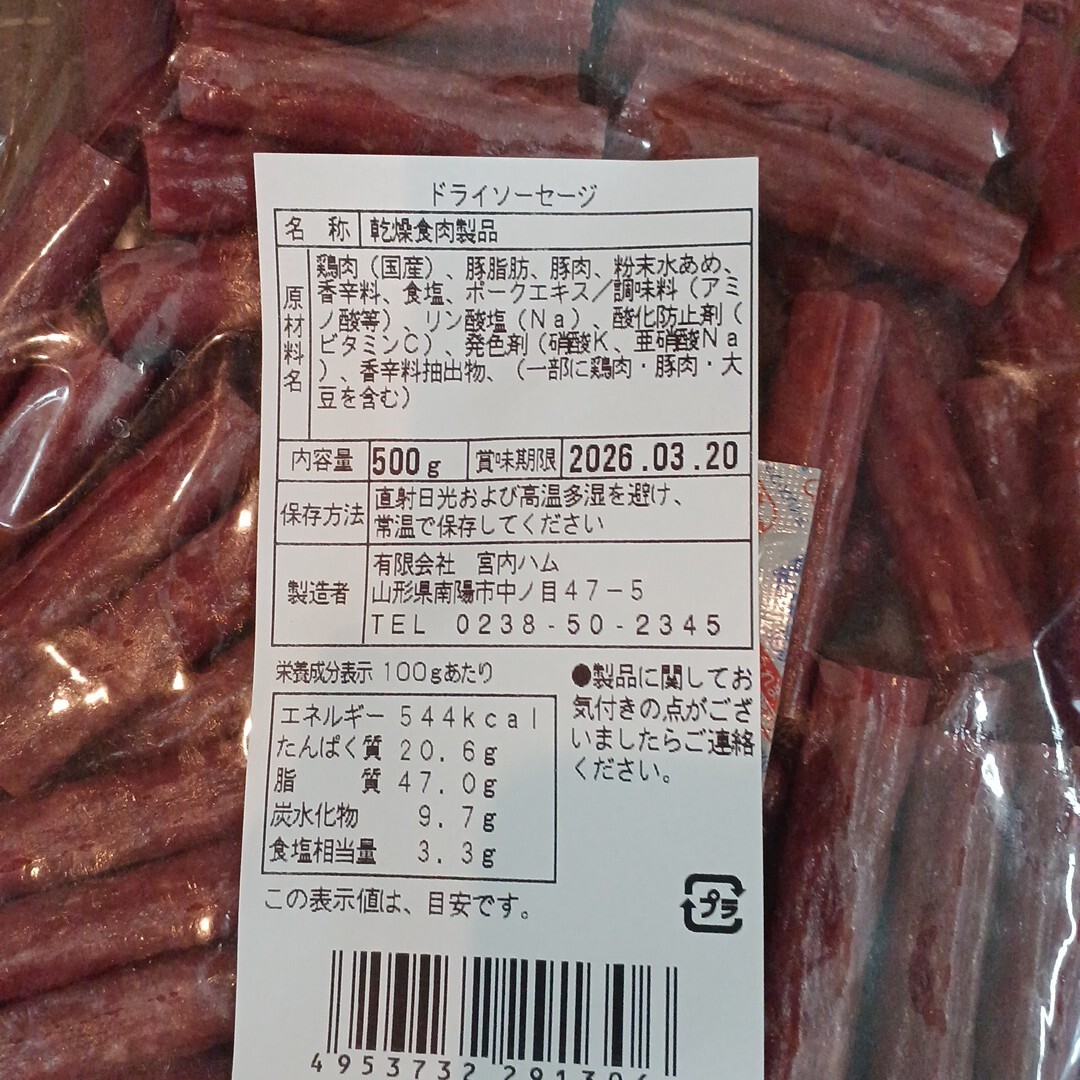 ドライソーセージ
名 称 乾燥食肉製品
原材料名 鶏肉（国産）、豚脂肪、豚肉、粉末水あめ、
香辛料、食塩、ポークエキス／調味料（アミ
ノ酸等）、リン酸塩（Ｎａ）、酸化防止剤（
ビタミンＣ）、発色剤（硝酸Ｋ、亜硝酸Ｎａ
）、香辛料抽出物、（一部に鶏肉・豚肉・大
豆を含む）
内容量 500g 賞味期限 2026.03.20
保存方法 直射日光および高温多湿を避け、
常温で保存してください
製造者 有限会社 宮内ハム
山形県南陽市中ノ目４７－５
ＴＥＬ ０２３８-５０-２３４５
栄養成分表示 １００ｇあたり
エネルギー ５４４ｋｃａｌ
たんぱく質 ２０．６ｇ
脂 質 ４７．０ｇ
炭水化物 ９．７ｇ
食塩相当量 ３．３ｇ
この表示値は、目安です。
●製品に関してお
気付きの点がござ
いましたらご連絡
ください。
プラ
4953732 291304